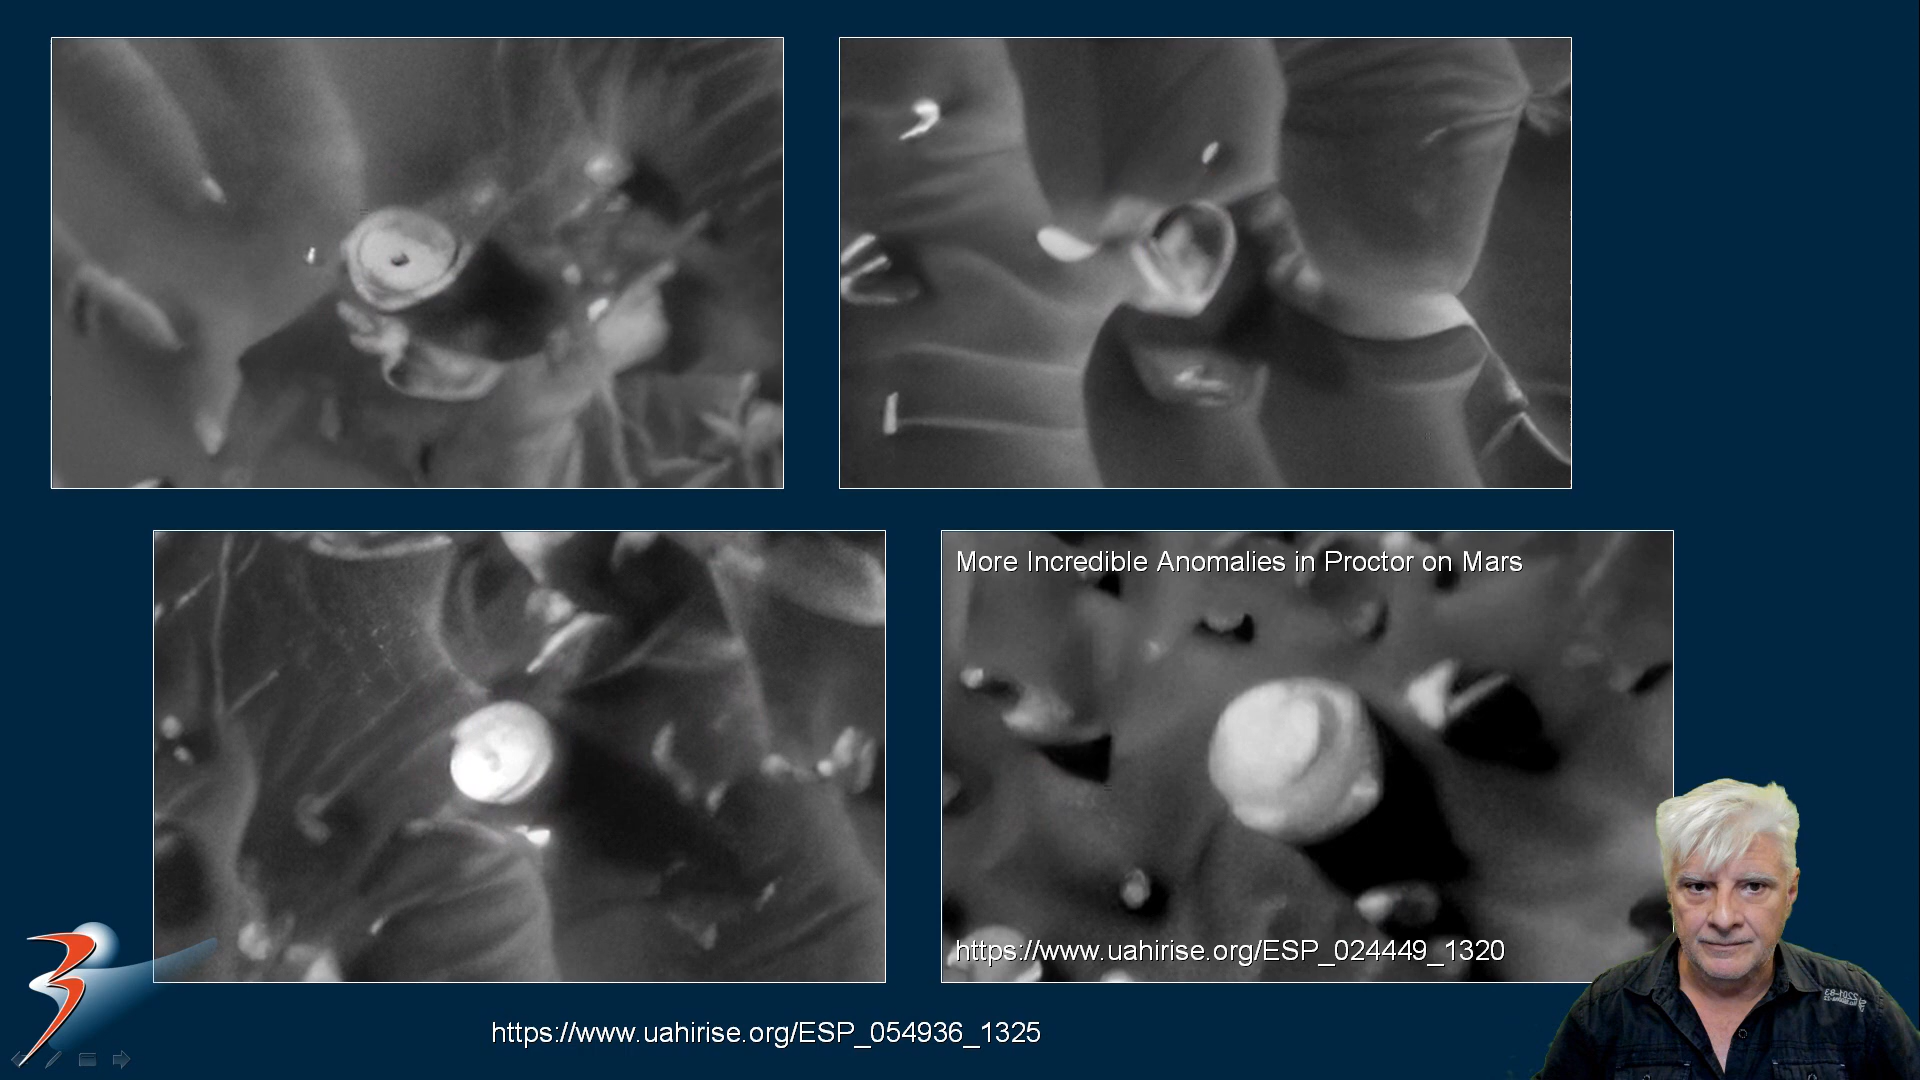 More Incredible Anomalies in Proctor on Mars
https://www.uahirise.org/ESP_024449_1320
https://www.uahirise.org/ESP_054936_1325